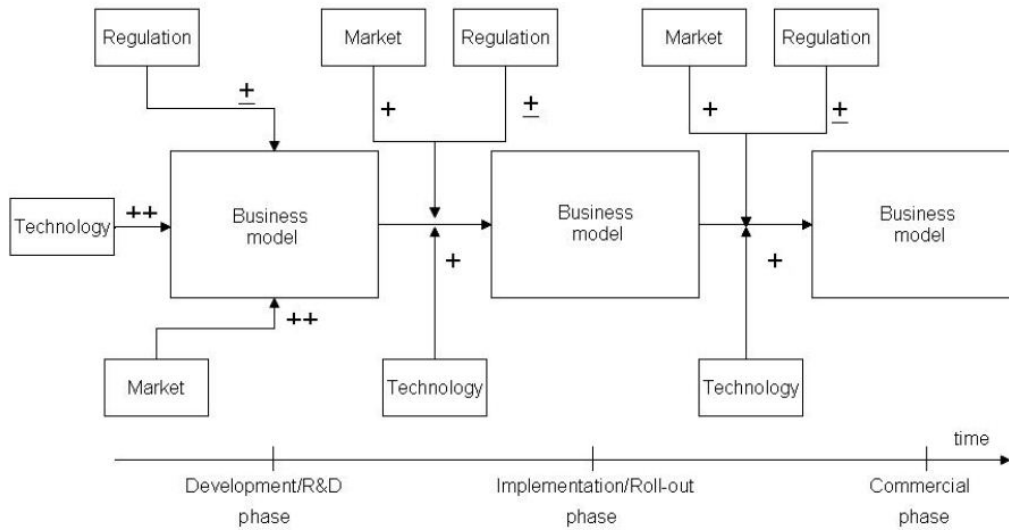 Regulation
Market
Regulation
Market
Regulation
±
+
±
+
±
Technology
++
Business
model
Business
model
Business
model
+
+
++
Market
Technology
Technology
time
Development/R&D
phase
Implementation/Roll-out
phase
Commercial
phase